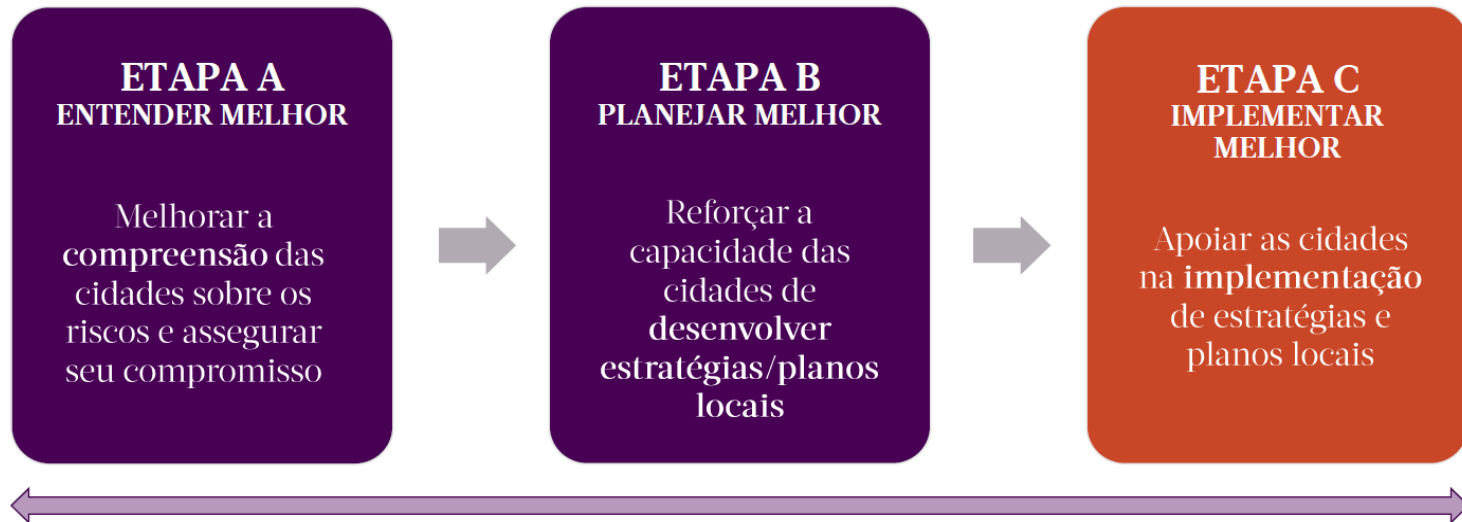 ETAPA A
ENTENDER MELHOR
Melhorar a
compreensão das
cidades sobre os
riscos e assegurar
seu compromisso
ETAPA B
PLANEJAR MELHOR
Reforçar a
capacidade das
cidades de
desenvolver
estratégias/planos
locais
ETAPA C
IMPLEMENTAR
MELHOR
Apoiar as cidades
na implementação
de estratégias e
planos locais